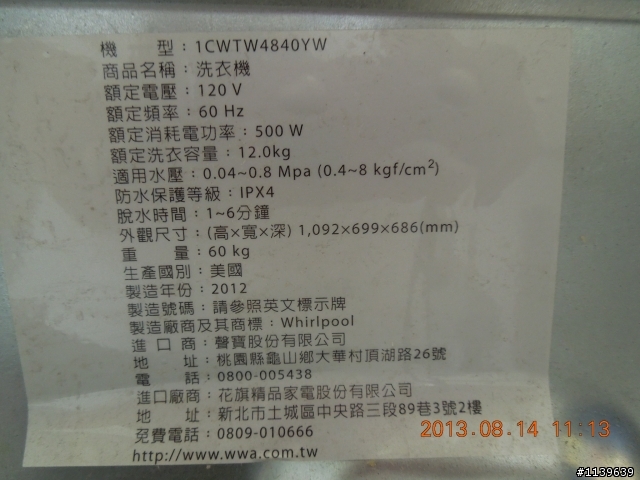 機 型：1CWTW4840YW
商品名稱：洗衣機
額定電壓：120 V
額定頻率：60 Hz
額定消耗電功率：500 W
額定洗衣容量：12.0kg
適用水壓：0.04~0.8 Mpa (0.4~8 kgf/cm²)
防水保護等級：IPX4
脫水時間：1~6分鐘
外觀尺寸：(高×寬×深) 1,092×699×686(mm)
重 量：60 kg
生產國別：美國
製造年份：2012
製造號碼：請參照英文標示牌
製造廠商及其商標：Whirlpool
進 口 商：聲寶股份有限公司
地 址：桃園縣龜山鄉大華村頂湖路26號
電 話：0800-005438
進口廠商：花旗精品家電股份有限公司
地 址：新北市土城區中央路三段89巷3號2樓
免費電話：0809-010666
http://www.wwa.com.tw
2013.08.14 11:13
#1139639